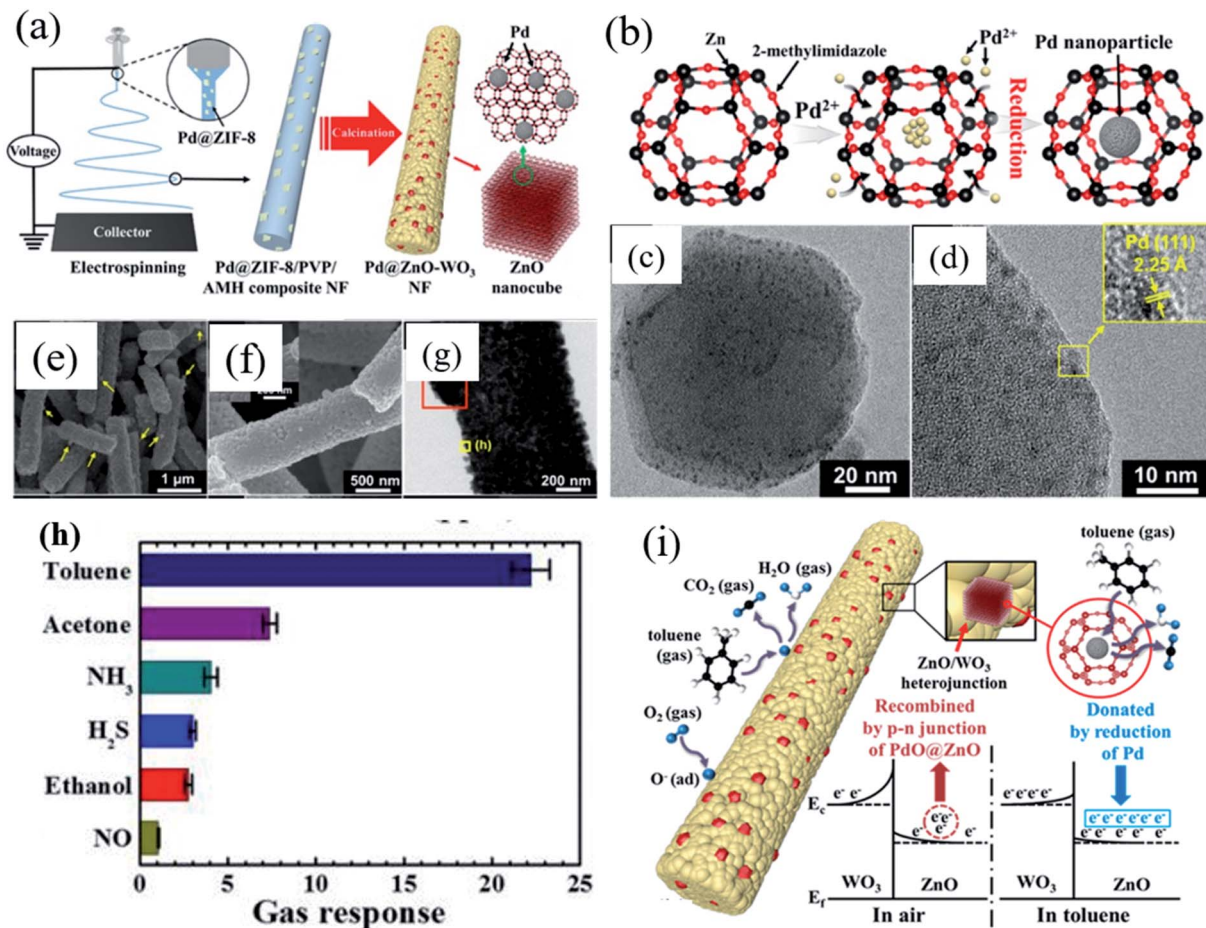 (a)
Voltage
Pd@ZIF-8
Collector
Electrospinning
Pd@ZIF-8/PVP/
AMH composite NF
Calcination
Pd@ZnO-WO₃
NF
Pd
ZnO
nanocube
(b)
Zn
2-methylimidazole
Pd²⁺
Pd²⁺
Reduction
Pd nanoparticle
(c)
20 nm
(d)
Pd (111)
2.25 Å
10 nm
(e)
1 µm
(f)
500 nm
(g)
(h)
200 nm
(h)
Toluene
Acetone
NH₃
H₂S
Ethanol
NO
0 5 10 15 20 25
Gas response
(i)
CO₂ (gas)
H₂O (gas)
toluene
(gas)
O₂ (gas)
O⁻ (ad)
toluene (gas)
ZnO/WO₃
heterojunction
Recombined
by p-n junction
of PdO@ZnO
Donated
by reduction
of Pd
E_c
e⁻ e⁻
e⁻
e⁻e⁻
e⁻
e⁻
e⁻e⁻e⁻e⁻
e⁻e⁻e⁻e⁻e⁻e⁻
e⁻ e⁻ e⁻ e⁻ e⁻
E_f
WO₃
ZnO
In air
WO₃
ZnO
In toluene